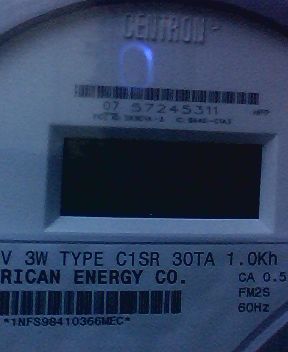 CENTRON
07 57245311
V 3W TYPE C1SR 30TA 1.0Kh
RICAN ENERGY CO. CA 0.5
FM2S
60Hz
*1NFS98410366MEC*